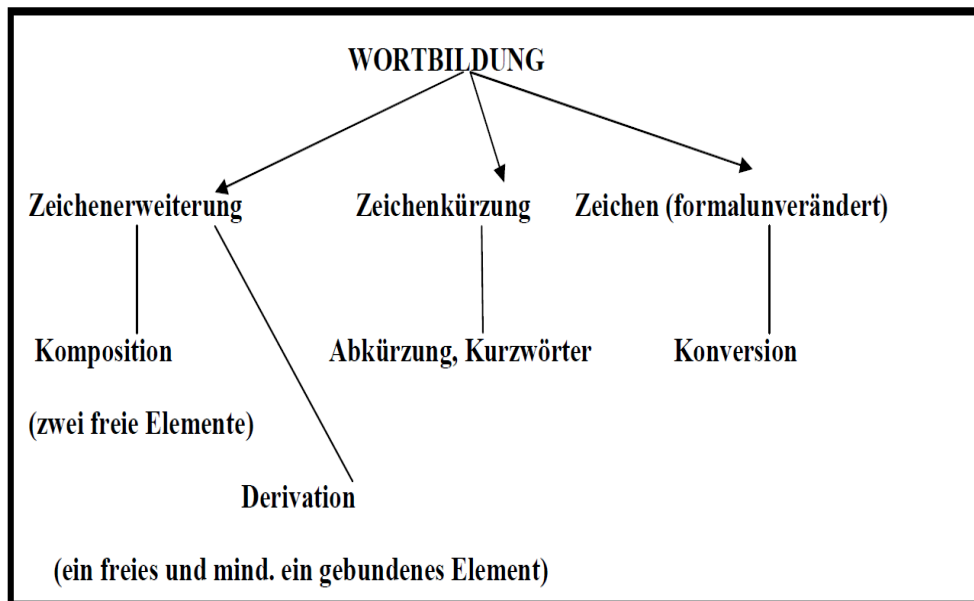 WORTBILDUNG
Zeichenerweiterung Zeichenkürzung Zeichen (formalunverändert)
Komposition Abkürzung, Kurzwörter Konversion
(zwei freie Elemente)
Derivation
(ein freies und mind. ein gebundenes Element)